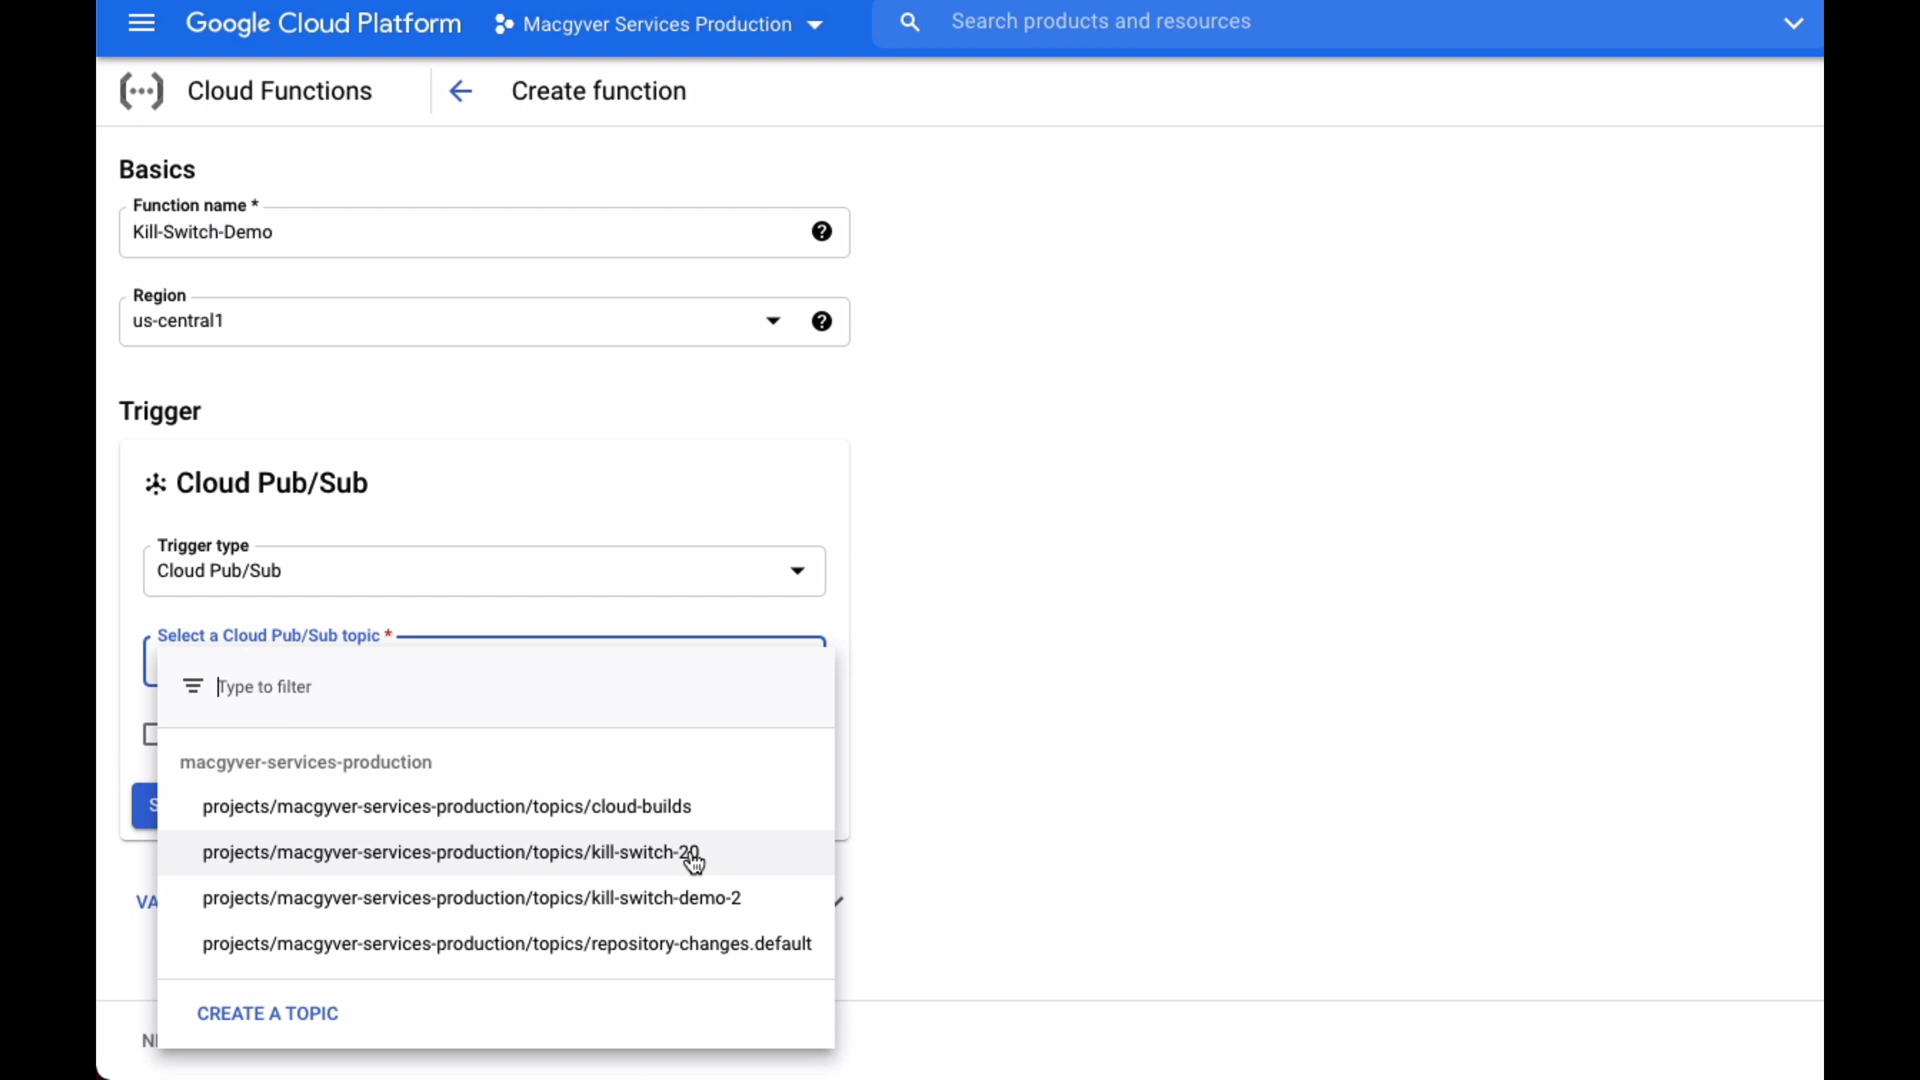 Google Cloud Platform
Macgyver Services Production
Search products and resources
Cloud Functions
Create function
Basics
Function name *
Kill-Switch-Demo
Region
us-central1
Trigger
Cloud Pub/Sub
Trigger type
Cloud Pub/Sub
Select a Cloud Pub/Sub topic *
Type to filter
macgyver-services-production
projects/macgyver-services-production/topics/cloud-builds
projects/macgyver-services-production/topics/kill-switch-20
projects/macgyver-services-production/topics/kill-switch-demo-2
projects/macgyver-services-production/topics/repository-changes.default
CREATE A TOPIC